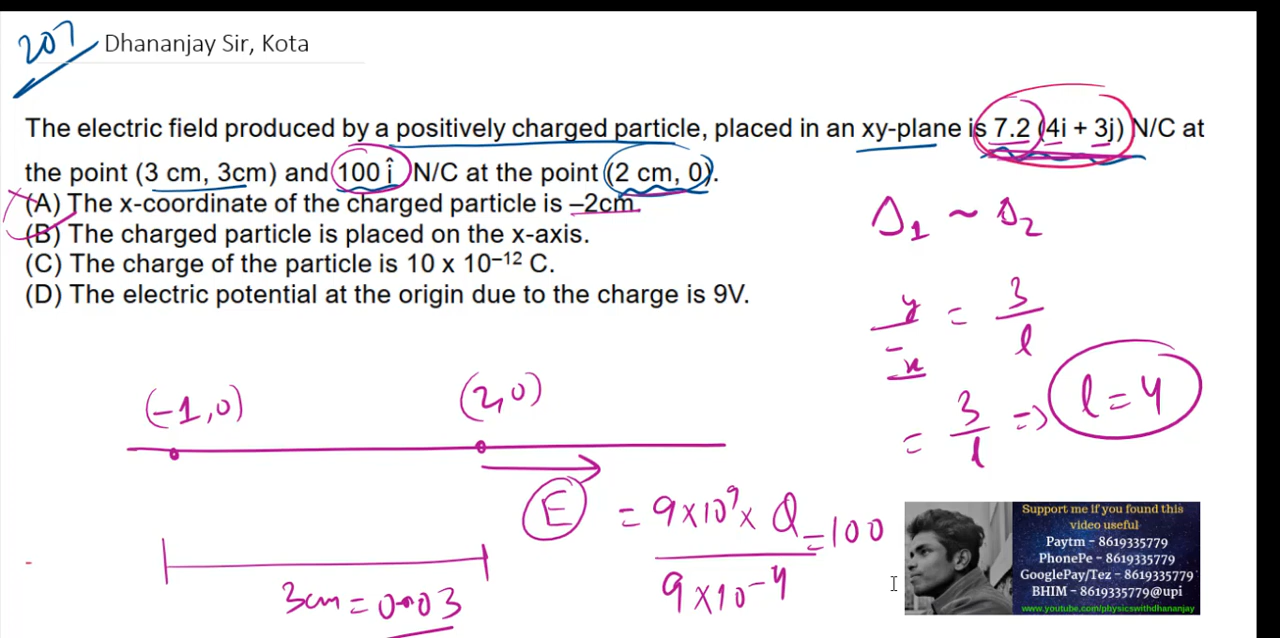 207 Dhananjay Sir, Kota
The electric field produced by a positively charged particle, placed in an xy-plane is 7.2 (4i + 3j) N/C at
the point (3 cm, 3cm) and 100 î N/C at the point (2 cm, 0).
(A) The x-coordinate of the charged particle is –2cm.
(B) The charged particle is placed on the x-axis.
(C) The charge of the particle is 10 x 10⁻¹² C.
(D) The electric potential at the origin due to the charge is 9V.
Δ₁ ~ Δ₂
y/-x = 3/l
= 3/l => l = 4
(-1,0) (2,0)
E = 9×10⁹× Q / 9×10⁻⁴ = 100
3cm = 0.03
Support me if you found this
video useful
Paytm - 8619335779
PhonePe - 8619335779
GooglePay/Tez - 8619335779
BHIM - 8619335779@upi
www.youtube.com/physicswithdhananjay